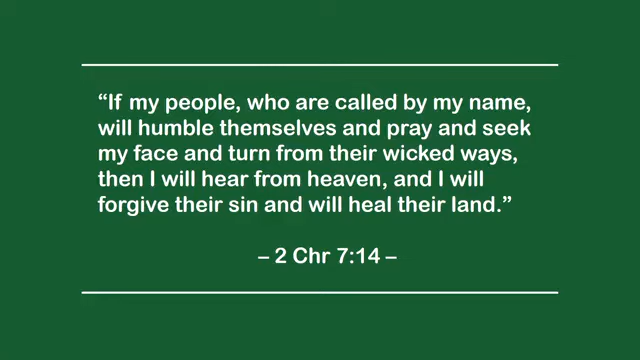 “If my people, who are called by my name,
will humble themselves and pray and seek
my face and turn from their wicked ways,
then I will hear from heaven, and I will
forgive their sin and will heal their land.”
– 2 Chr 7:14 –